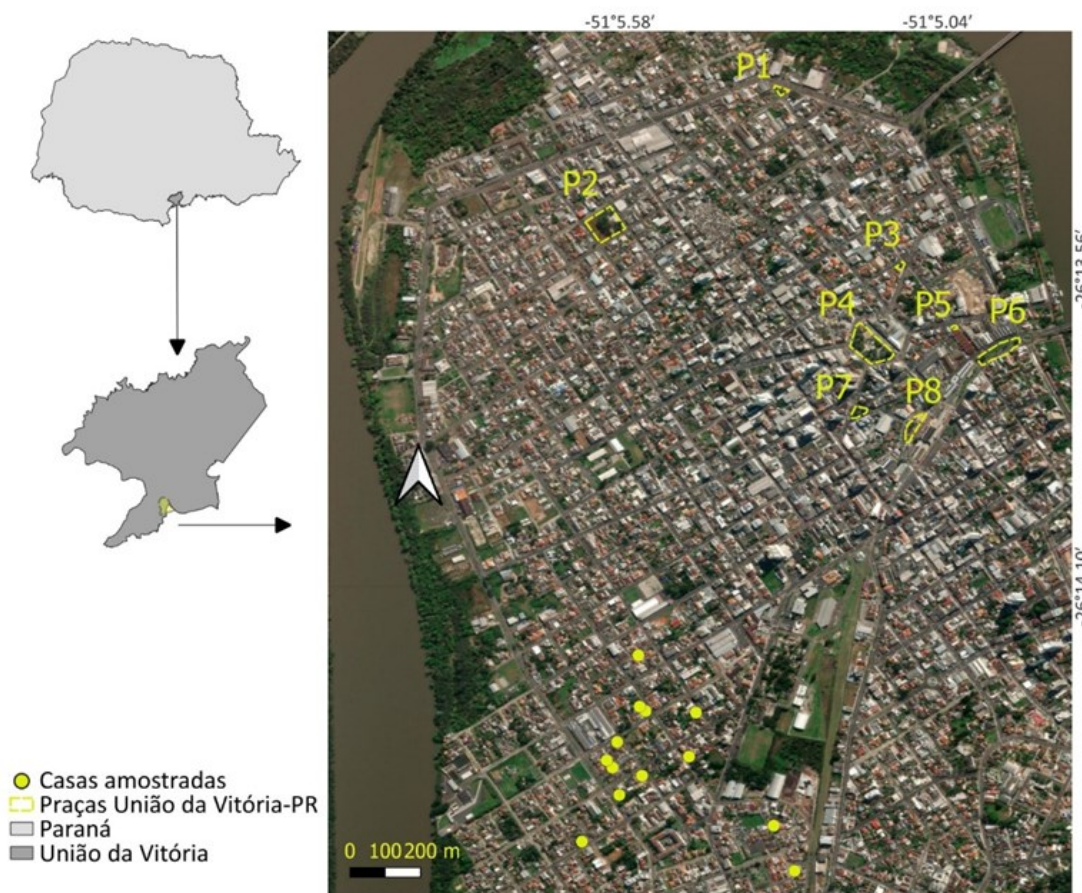 -51°5.58′
-51°5.04′
P1
P2
P3
P4
P5
P6
P7
P8
-26°13.56′
-26°14.10′
Casas amostradas
Praças União da Vitória-PR
Paraná
União da Vitória
0 100 200 m